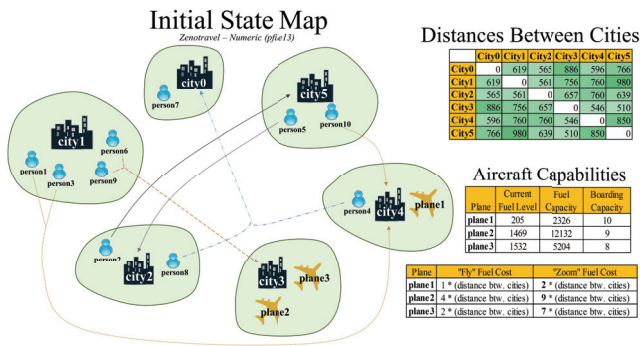 Initial State Map
Zenotravel – Numeric (pfile13)
city0
person7
city5
person5
person10
city1
person1
person3
person6
person9
person4
city4
plane1
person2
city2
person8
city3
plane3
plane2
Distances Between Cities
City0 City1 City2 City3 City4 City5
City0 0 619 565 886 596 766
City1 619 0 561 756 760 980
City2 565 561 0 657 760 639
City3 886 756 657 0 546 510
City4 596 760 760 546 0 850
City5 766 980 639 510 850 0
Aircraft Capabilities
Plane Current Fuel Level Fuel Capacity Boarding Capacity
plane1 205 2326 10
plane2 1469 12132 9
plane3 1532 5204 8
Plane "Fly" Fuel Cost "Zoom" Fuel Cost
plane1 1 * (distance btw. cities) 2 * (distance btw. cities)
plane2 4 * (distance btw. cities) 9 * (distance btw. cities)
plane3 2 * (distance btw. cities) 7 * (distance btw. cities)